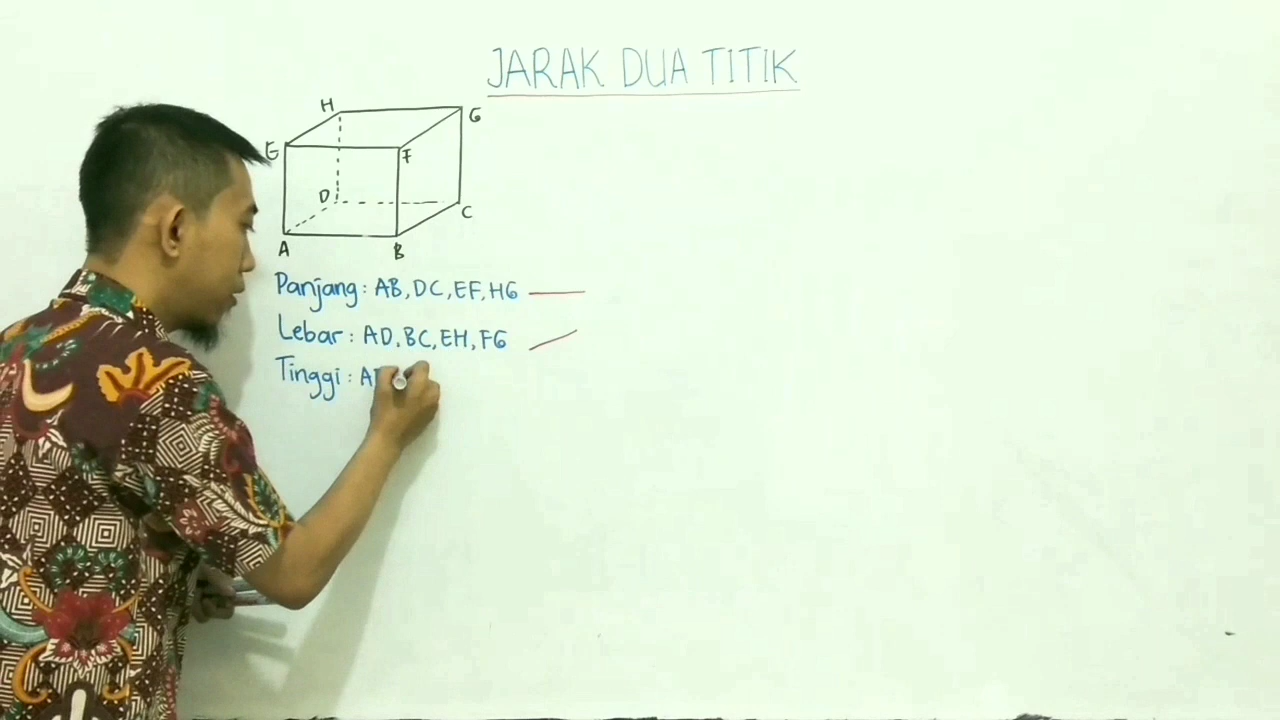 JARAK DUA TITIK
H
G
E
F
D
C
A
B
Panjang : AB, DC, EF, HG
Lebar : AD, BC, EH, FG
Tinggi :